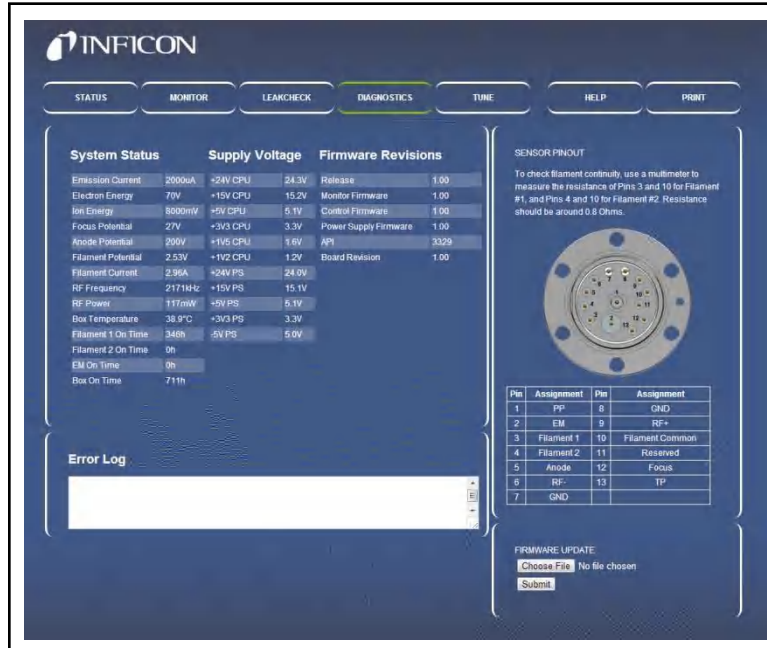 INFICON
STATUS MONITOR LEAKCHECK DIAGNOSTICS TUNE HELP PRINT
System Status
Emission Current 2000uA
Electron Energy 70V
Ion Energy 8000mV
Focus Potential 27V
Anode Potential 200V
Filament Potential 2.53V
Filament Current 2.96A
RF Frequency 2171kHz
RF Power 117mW
Box Temperature 38.9°C
Filament 1 On Time 346h
Filament 2 On Time 0h
EM On Time 0h
Box On Time 711h
Supply Voltage
+24V CPU 24.3V
+15V CPU 15.2V
+5V CPU 5.1V
+3V3 CPU 3.3V
+1V5 CPU 1.6V
+1V2 CPU 1.2V
+24V PS 24.0V
+15V PS 15.1V
+5V PS 5.1V
+3V3 PS 3.3V
-5V PS 5.0V
Firmware Revisions
Release 1.00
Monitor Firmware 1.00
Control Firmware 1.00
Power Supply Firmware 1.00
API 3329
Board Revision 1.00
Error Log
SENSOR PINOUT
To check filament continuity, use a multimeter to
measure the resistance of Pins 3 and 10 for Filament
#1, and Pins 4 and 10 for Filament #2. Resistance
should be around 0.8 Ohms.
Pin Assignment Pin Assignment
1 PP 8 GND
2 EM 9 RF+
3 Filament 1 10 Filament Common
4 Filament 2 11 Reserved
5 Anode 12 Focus
6 RF- 13 TP
7 GND
FIRMWARE UPDATE
Choose File No file chosen
Submit